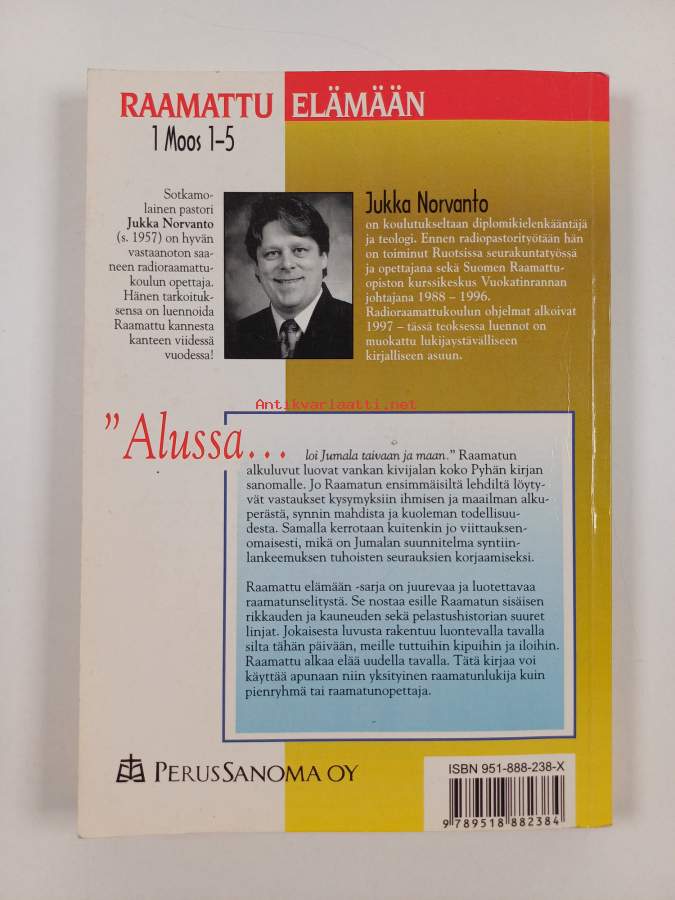 RAAMATTU ELÄMÄÄN
1 Moos 1–5
Sotkamo-
lainen pastori
Jukka Norvanto
(s. 1957) on hyvän
vastaanoton saa-
neen radioraamattu-
koulun opettaja.
Hänen tarkoituk-
sensa on luennoida
Raamattu kannesta
kanteen viidessä
vuodessa!
Jukka Norvanto
on koulutukseltaan diplomikielenkääntäjä
ja teologi. Ennen radiopastorityötään hän
on toiminut Ruotsissa seurakuntatyössä
ja opettajana sekä Suomen Raamattu-
opiston kurssikeskus Vuokatinrannan
johtajana 1988 – 1996.
Radioraamattukoulun ohjelmat alkoivat
1997 – tässä teoksessa luennot on
muokattu lukijaystävälliseen
kirjalliseen asuun.
Antikvariaatti.net
”Alussa... loi Jumala taivaan ja maan.” Raamatun
alkuluvut luovat vankan kivijalan koko Pyhän kirjan
sanomalle. Jo Raamatun ensimmäisiltä lehdiltä löyty-
vät vastaukset kysymyksiin ihmisen ja maailman alku-
perästä, synnin mahdista ja kuoleman todellisuu-
desta. Samalla kerrotaan kuitenkin jo viittauksen-
omaisesti, mikä on Jumalan suunnitelma syntiin-
lankeemuksen tuhoisten seurauksien korjaamiseksi.
Raamattu elämään -sarja on juurevaa ja luotettavaa
raamatunselitystä. Se nostaa esille Raamatun sisäisen
rikkauden ja kauneuden sekä pelastushistorian suuret
linjat. Jokaisesta luvusta rakentuu luontevalla tavalla
silta tähän päivään, meille tuttuihin kipuihin ja iloihin.
Raamattu alkaa elää uudella tavalla. Tätä kirjaa voi
käyttää apunaan niin yksityinen raamatunlukija kuin
pienryhmä tai raamatunopettaja.
PERUSSANOMA OY
ISBN 951-888-238-X
9 789518 882384